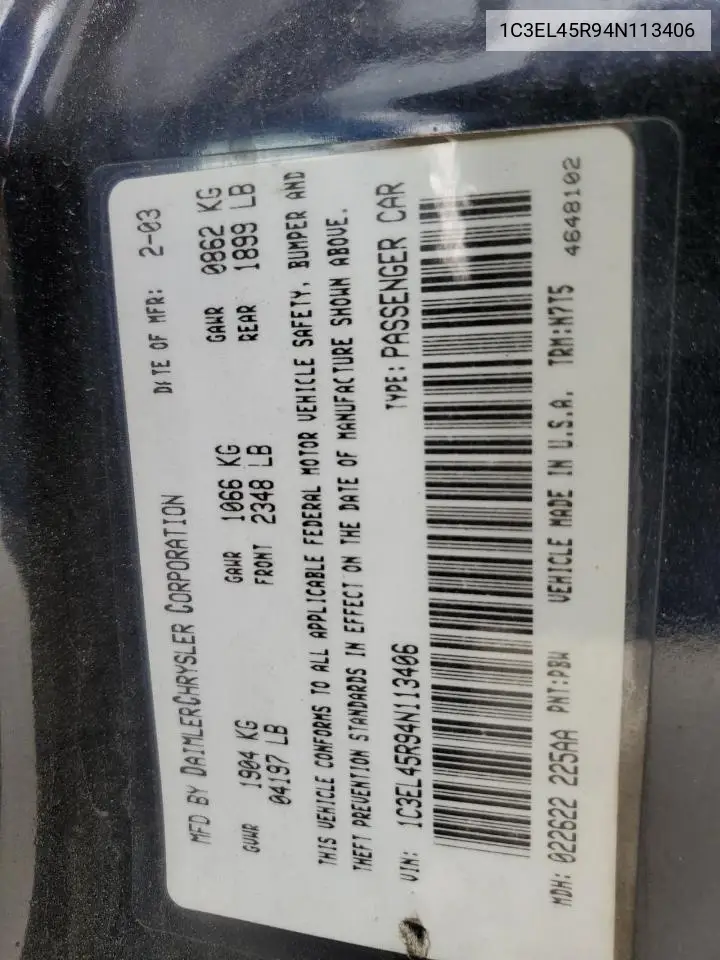 1C3EL45R94N113406
MFD BY DAIMLERCHRYSLER CORPORATION DATE OF MFR: 2-03
GVWR 1904 KG GAWR 1066 KG GAWR 0862 KG
04197 LB FRONT 2348 LB REAR 1899 LB
THIS VEHICLE CONFORMS TO ALL APPLICABLE FEDERAL MOTOR VEHICLE SAFETY, BUMPER AND
THEFT PREVENTION STANDARDS IN EFFECT ON THE DATE OF MANUFACTURE SHOWN ABOVE.
VIN: 1C3EL45R94N113406 TYPE: PASSENGER CAR
MDH: 022622 225AA PNT:PBW VEHICLE MADE IN U.S.A. TRM:N7T5
4648102